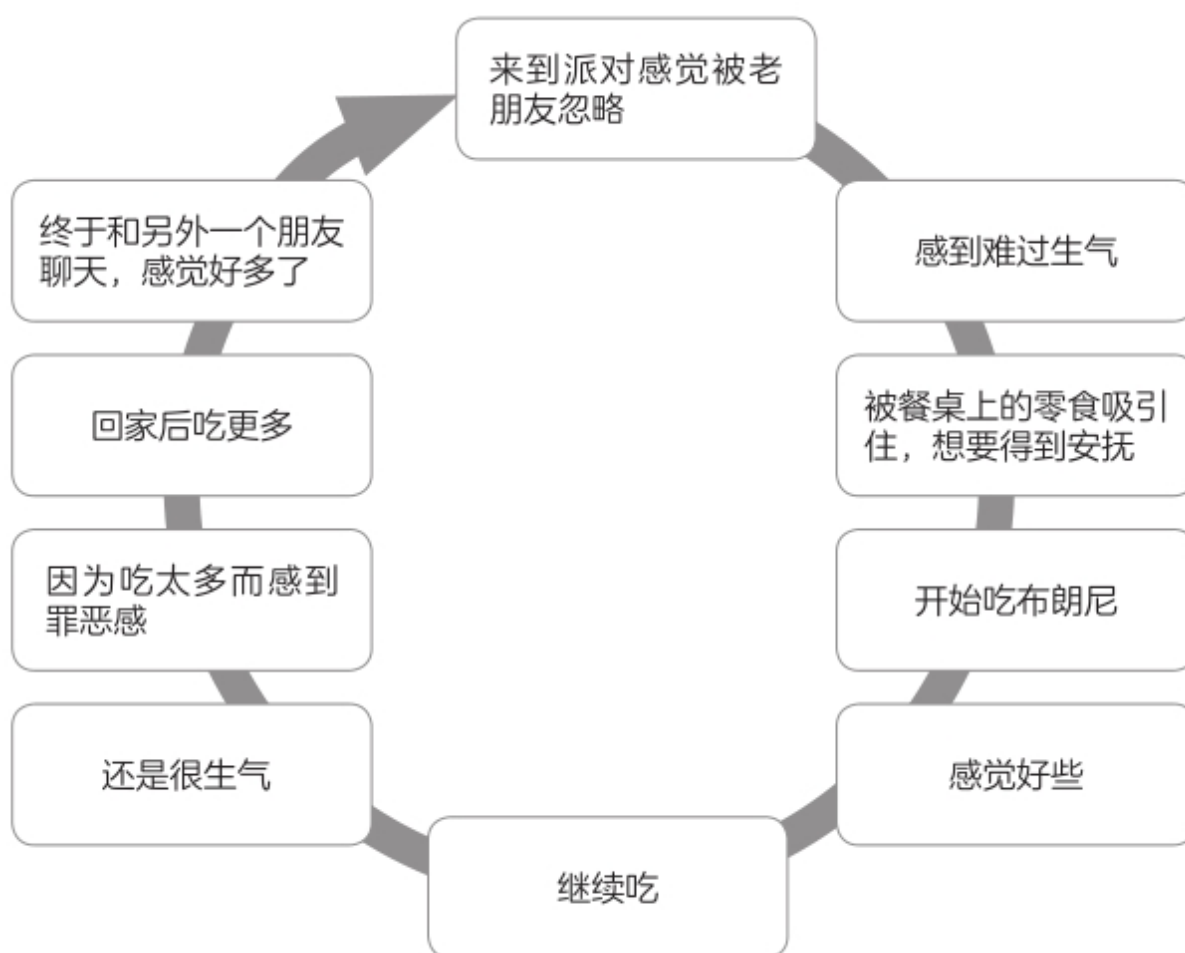 来到派对感觉被老
朋友忽略
感到难过生气
被餐桌上的零食吸引
住，想要得到安抚
开始吃布朗尼
感觉好些
继续吃
还是很生气
因为吃太多而感到
罪恶感
回家后吃更多
终于和另外一个朋友
聊天，感觉好多了